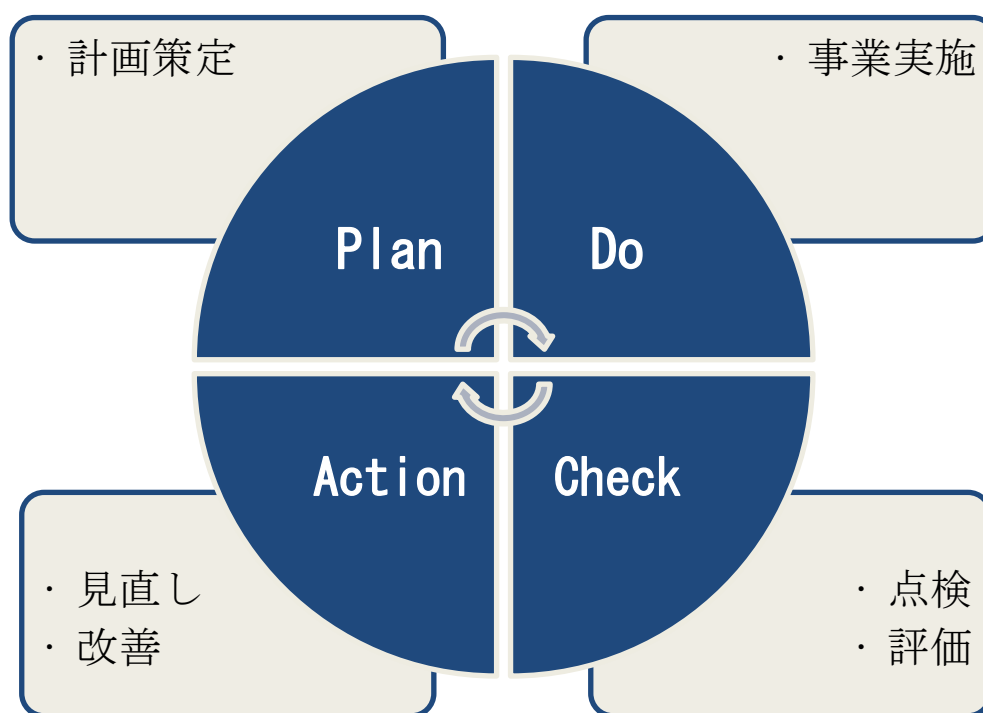 ・計画策定
・事業実施
Plan
Do
Action
Check
・見直し
・改善
・点検
・評価